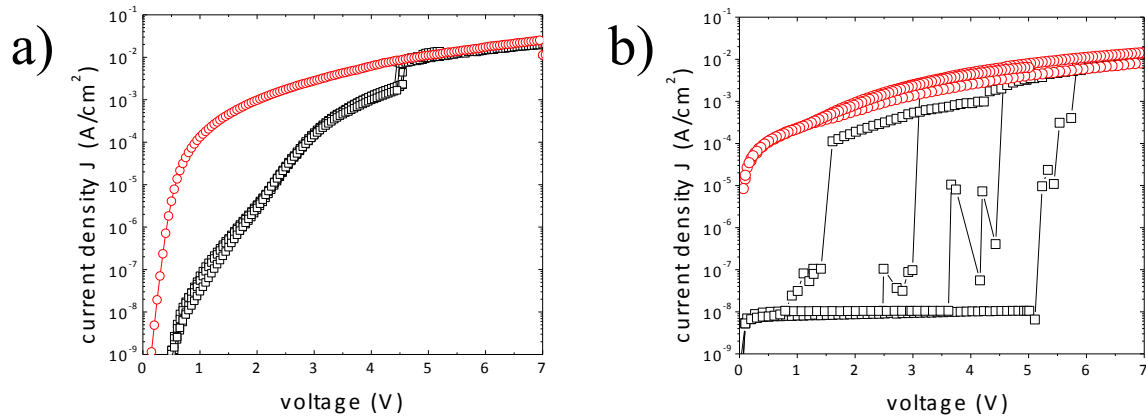 a)
10⁻¹
10⁻²
10⁻³
10⁻⁴
10⁻⁵
10⁻⁶
10⁻⁷
10⁻⁸
10⁻⁹
current density J (A/cm²)
0 1 2 3 4 5 6 7
voltage (V)
b)
10⁻¹
10⁻²
10⁻³
10⁻⁴
10⁻⁵
10⁻⁶
10⁻⁷
10⁻⁸
10⁻⁹
current density J (A/cm²)
0 1 2 3 4 5 6 7
voltage (V)